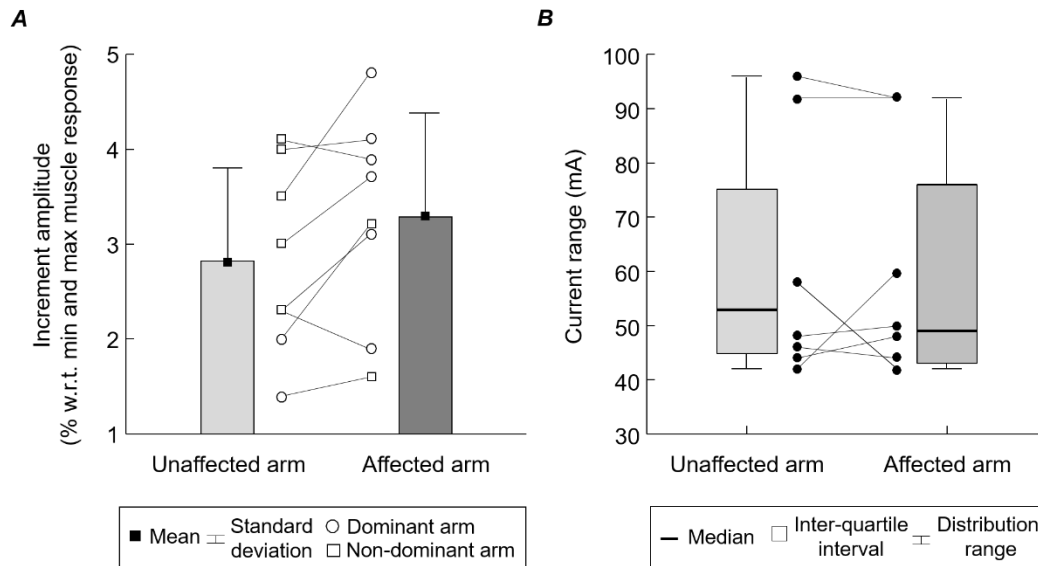 A
Increment amplitude
(% w.r.t. min and max muscle response)
5
4
3
2
1
Unaffected arm
Affected arm
Mean
Standard
deviation
Dominant arm
Non-dominant arm
B
Current range (mA)
100
90
80
70
60
50
40
30
Unaffected arm
Affected arm
Median
Inter-quartile
interval
Distribution
range